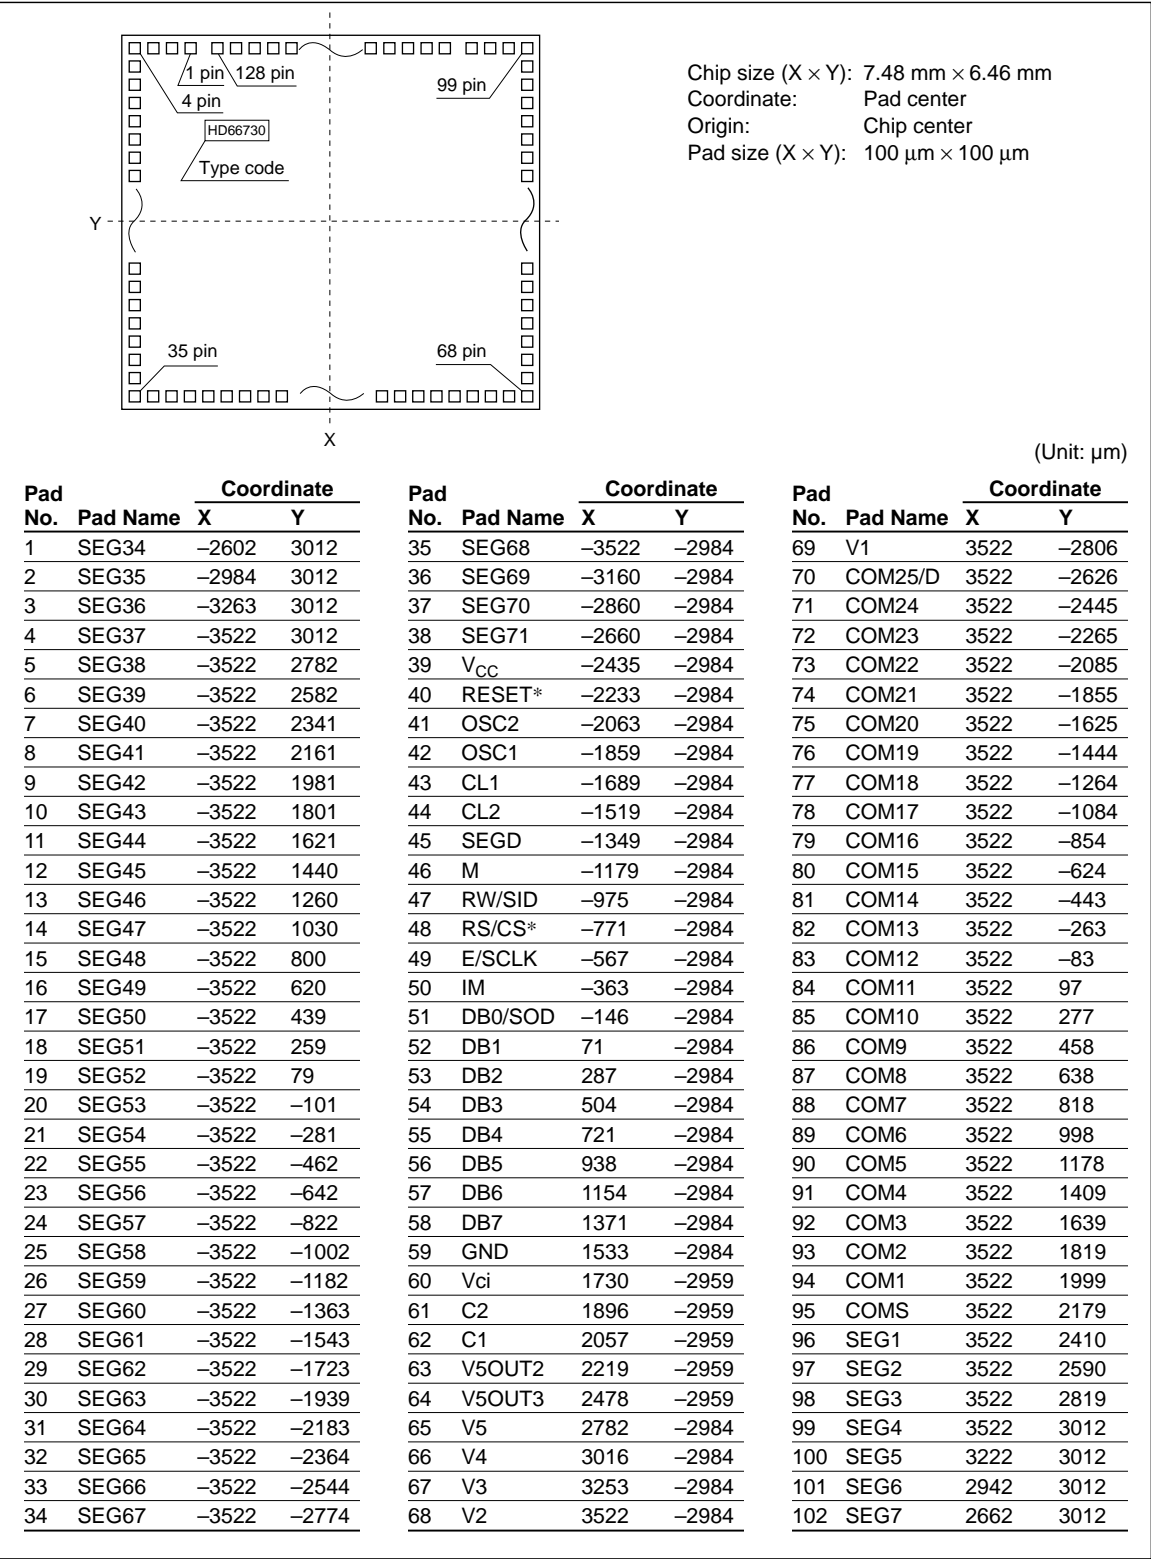 1 pin 128 pin
99 pin
4 pin
HD66730
Type code
Y
35 pin
68 pin
X
Chip size (X × Y): 7.48 mm × 6.46 mm
Coordinate: Pad center
Origin: Chip center
Pad size (X × Y): 100 μm × 100 μm
(Unit: μm)
Pad No. Pad Name Coordinate X Y
1 SEG34 –2602 3012
2 SEG35 –2984 3012
3 SEG36 –3263 3012
4 SEG37 –3522 3012
5 SEG38 –3522 2782
6 SEG39 –3522 2582
7 SEG40 –3522 2341
8 SEG41 –3522 2161
9 SEG42 –3522 1981
10 SEG43 –3522 1801
11 SEG44 –3522 1621
12 SEG45 –3522 1440
13 SEG46 –3522 1260
14 SEG47 –3522 1030
15 SEG48 –3522 800
16 SEG49 –3522 620
17 SEG50 –3522 439
18 SEG51 –3522 259
19 SEG52 –3522 79
20 SEG53 –3522 –101
21 SEG54 –3522 –281
22 SEG55 –3522 –462
23 SEG56 –3522 –642
24 SEG57 –3522 –822
25 SEG58 –3522 –1002
26 SEG59 –3522 –1182
27 SEG60 –3522 –1363
28 SEG61 –3522 –1543
29 SEG62 –3522 –1723
30 SEG63 –3522 –1939
31 SEG64 –3522 –2183
32 SEG65 –3522 –2364
33 SEG66 –3522 –2544
34 SEG67 –3522 –2774
Pad No. Pad Name Coordinate X Y
35 SEG68 –3522 –2984
36 SEG69 –3160 –2984
37 SEG70 –2860 –2984
38 SEG71 –2660 –2984
39 VCC –2435 –2984
40 RESET* –2233 –2984
41 OSC2 –2063 –2984
42 OSC1 –1859 –2984
43 CL1 –1689 –2984
44 CL2 –1519 –2984
45 SEGD –1349 –2984
46 M –1179 –2984
47 RW/SID –975 –2984
48 RS/CS* –771 –2984
49 E/SCLK –567 –2984
50 IM –363 –2984
51 DB0/SOD –146 –2984
52 DB1 71 –2984
53 DB2 287 –2984
54 DB3 504 –2984
55 DB4 721 –2984
56 DB5 938 –2984
57 DB6 1154 –2984
58 DB7 1371 –2984
59 GND 1533 –2984
60 Vci 1730 –2959
61 C2 1896 –2959
62 C1 2057 –2959
63 V5OUT2 2219 –2959
64 V5OUT3 2478 –2959
65 V5 2782 –2984
66 V4 3016 –2984
67 V3 3253 –2984
68 V2 3522 –2984
Pad No. Pad Name Coordinate X Y
69 V1 3522 –2806
70 COM25/D 3522 –2626
71 COM24 3522 –2445
72 COM23 3522 –2265
73 COM22 3522 –2085
74 COM21 3522 –1855
75 COM20 3522 –1625
76 COM19 3522 –1444
77 COM18 3522 –1264
78 COM17 3522 –1084
79 COM16 3522 –854
80 COM15 3522 –624
81 COM14 3522 –443
82 COM13 3522 –263
83 COM12 3522 –83
84 COM11 3522 97
85 COM10 3522 277
86 COM9 3522 458
87 COM8 3522 638
88 COM7 3522 818
89 COM6 3522 998
90 COM5 3522 1178
91 COM4 3522 1409
92 COM3 3522 1639
93 COM2 3522 1819
94 COM1 3522 1999
95 COMS 3522 2179
96 SEG1 3522 2410
97 SEG2 3522 2590
98 SEG3 3522 2819
99 SEG4 3522 3012
100 SEG5 3222 3012
101 SEG6 2942 3012
102 SEG7 2662 3012